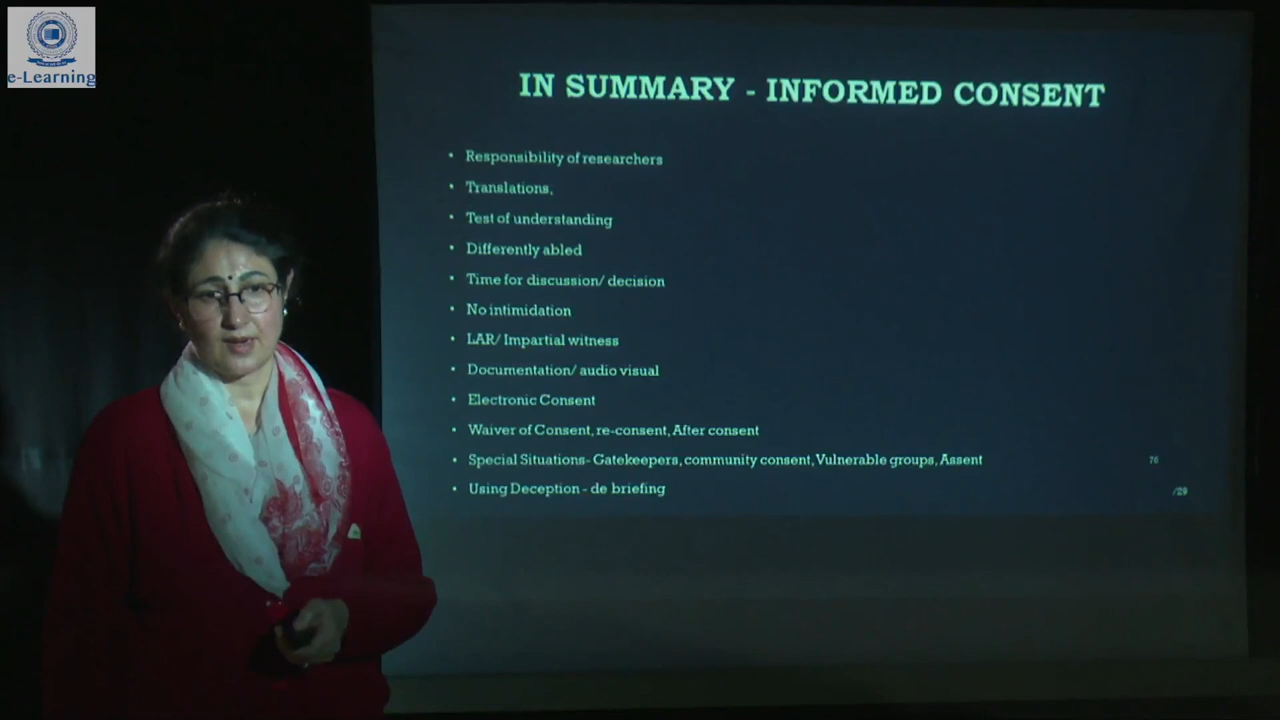 e-Learning
IN SUMMARY - INFORMED CONSENT
• Responsibility of researchers
• Translations,
• Test of understanding
• Differently abled
• Time for discussion/ decision
• No intimidation
• LAR/ Impartial witness
• Documentation/ audio visual
• Electronic Consent
• Waiver of Consent, re-consent, After consent
• Special Situations- Gatekeepers, community consent, Vulnerable groups, Assent
76
• Using Deception - de briefing
/29